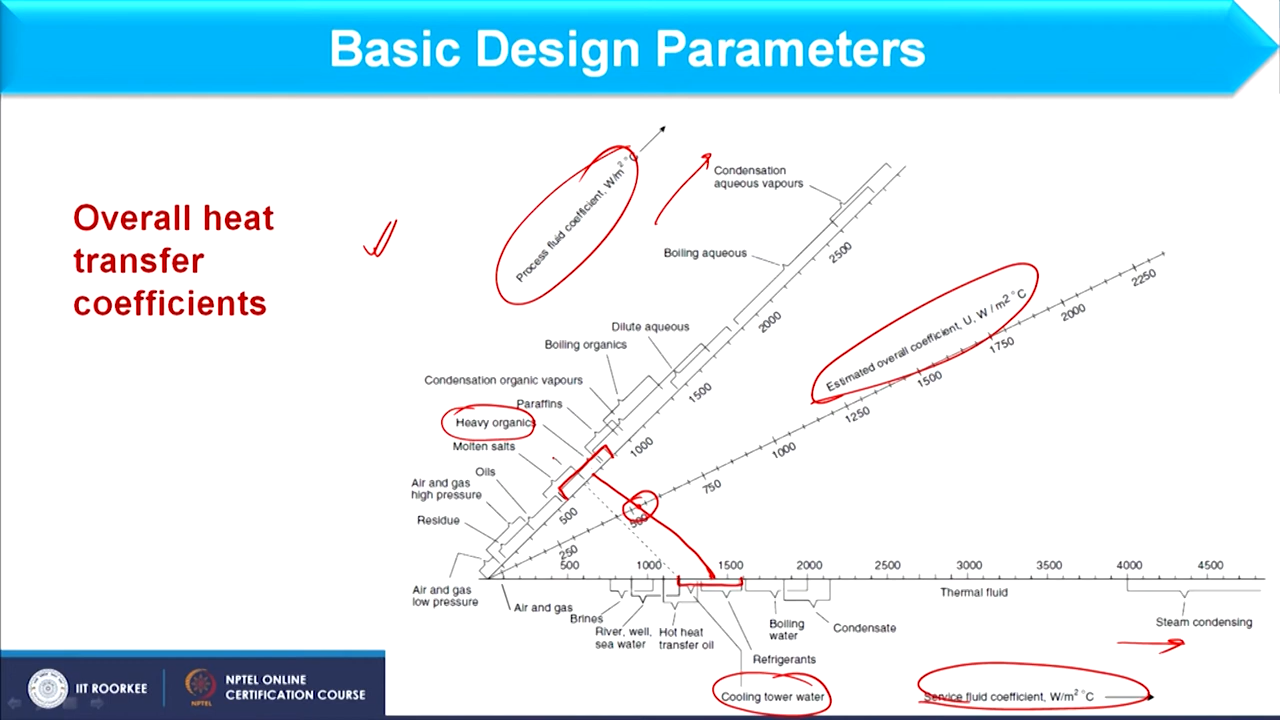 Basic Design Parameters
Overall heat
transfer
coefficients
Process fluid coefficient, W/m² °C
Condensation
aqueous vapours
Boiling aqueous
Dilute aqueous
Boiling organics
Condensation organic vapours
Paraffins
Heavy organics
Molten salts
Oils
Air and gas
high pressure
Residue
Air and gas
low pressure
500
1000
1500
2000
2500
Estimated overall coefficient, U, W / m² °C
250
500
750
1000
1250
1500
1750
2000
2250
500 1000 1500 2000 2500 3000 3500 4000 4500
Thermal fluid
Air and gas
Brines
River, well,
sea water
Hot heat
transfer oil
Boiling
water
Condensate
Steam condensing
Refrigerants
Cooling tower water
Service fluid coefficient, W/m² °C
IIT ROORKEE
NPTEL
NPTEL ONLINE
CERTIFICATION COURSE